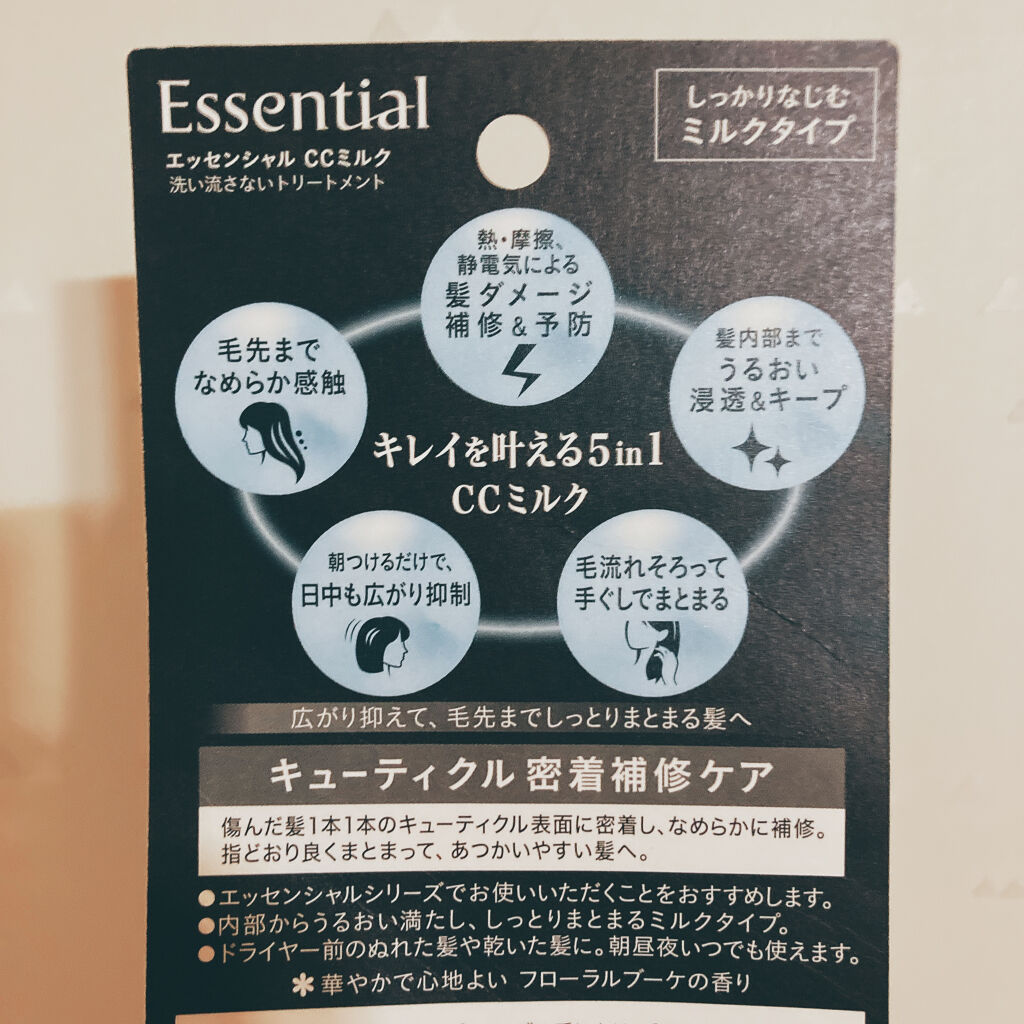 Essential
エッセンシャル CCミルク
洗い流さないトリートメント
しっかりなじむ
ミルクタイプ
熱・摩擦、
静電気による
髪ダメージ
補修&予防
毛先まで
なめらか感触
髪内部まで
うるおい
浸透&キープ
キレイを叶える5in1
CCミルク
朝つけるだけで、
日中も広がり抑制
毛流れそろって
手ぐしでまとまる
広がり抑えて、毛先までしっとりまとまる髪へ
キューティクル 密着補修ケア
傷んだ髪1本1本のキューティクル表面に密着し、なめらかに補修。
指どおり良くまとまって、あつかいやすい髪へ。
●エッセンシャルシリーズでお使いいただくことをおすすめします。
●内部からうるおい満たし、しっとりまとまるミルクタイプ。
●ドライヤー前のぬれた髪や乾いた髪に。朝昼夜いつでも使えます。
＊華やかで心地よい フローラルブーケの香り